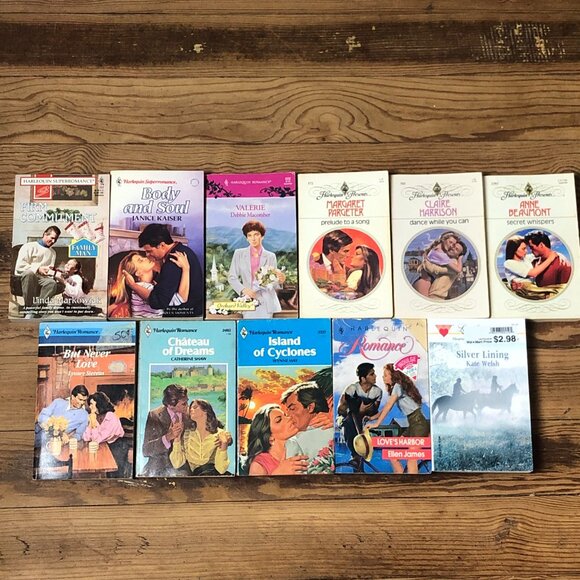 HARLEQUIN SUPERROMANCE
FIRM
COMMITMENT
FAMILY
MAN
Linda Markowiak
Harlequin Superromance
Body
and Soul
JANICE KAISER
HARLEQUIN ROMANCE
VALERIE
Debbie Macomber
Orchard Valley
Harlequin Presents
MARGARET
PARGETER
prelude to a song
Harlequin Presents
CLAIRE
HARRISON
dance while you can
Harlequin Presents
ANNE
BEAUMONT
secret whispers
Harlequin Romance
50¢
But Never
Love
Lynsey Stevens
Harlequin Romance
Château
of Dreams
CATHERINE SHAW
Harlequin Romance
Island
of Cyclones
HARLEQUIN
Romance
LOVE'S HARBOR
Ellen James
$2.98
Silver Lining
Kate Welsh